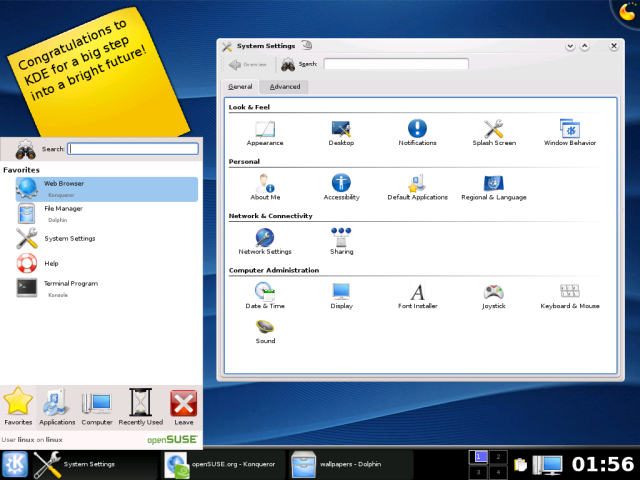 Congratulations to
KDE for a big step
into a bright future!
System Settings
Overview
Search:
General
Advanced
Look & Feel
Appearance
Desktop
Notifications
Splash Screen
Window Behavior
Personal
About Me
Accessibility
Default Applications
Regional & Language
Network & Connectivity
Network Settings
Sharing
Computer Administration
Date & Time
Display
Font Installer
Joystick
Keyboard & Mouse
Sound
Search:
Favorites
Web Browser
Konqueror
File Manager
Dolphin
System Settings
Help
Terminal Program
Konsole
Favorites
Applications
Computer
Recently Used
Leave
User linux on linux
openSUSE
System Settings
openSUSE.org - Konqueror
wallpapers - Dolphin
1 2
3 4
01:56